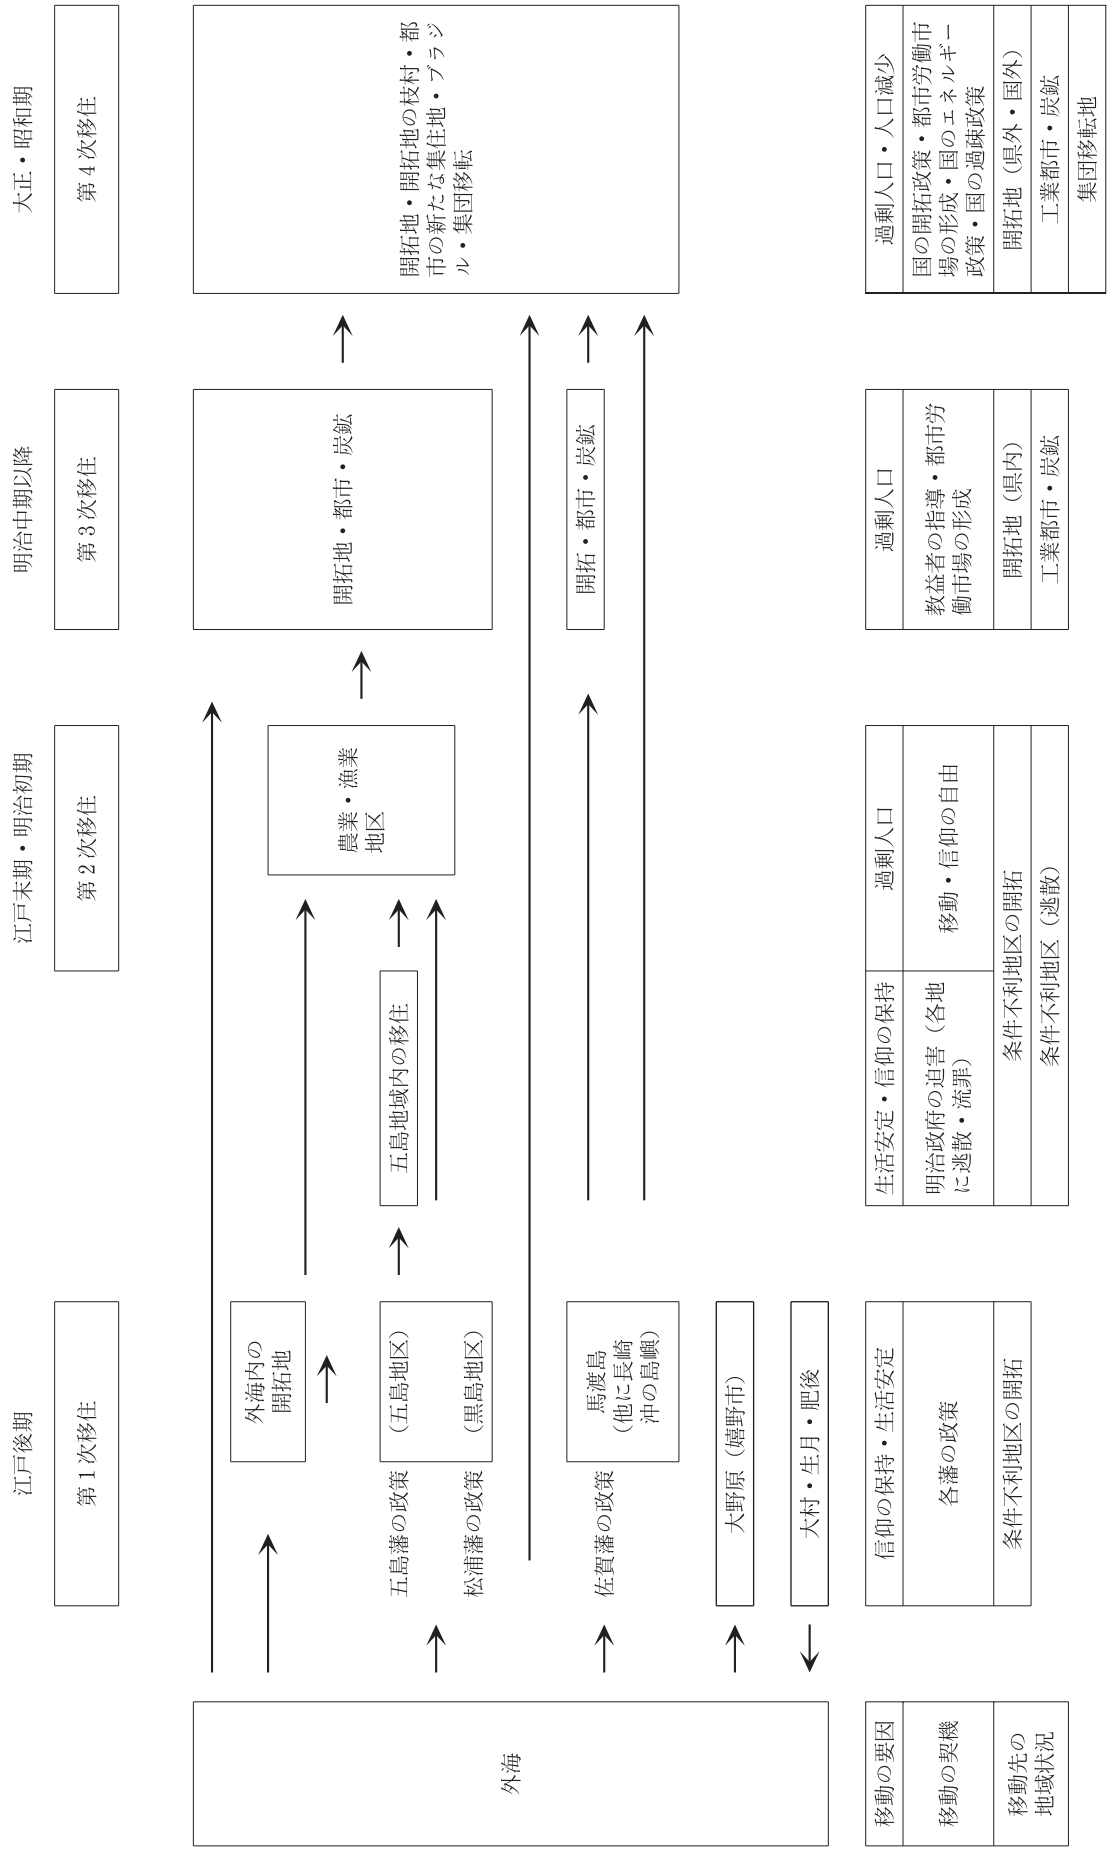 江戸後期
江戸末期・明治初期
明治中期以降
大正・昭和期
第1次移住
第2次移住
第3次移住
第4次移住
外海
外海内の
開拓地
五島藩の政策
(五島地区)
松浦藩の政策
(黒島地区)
佐賀藩の政策
馬渡島
(他に長崎
沖の島嶼)
大野原（嬉野市）
大村・生月・肥後
五島地域内の移住
農業・漁業
地区
開拓地・都市・炭鉱
開拓・都市・炭鉱
開拓地・開拓地の枝村・都
市の新たな集住地・ブラジ
ル・集団移転
移動の要因
信仰の保持・生活安定
生活安定・信仰の保持
過剰人口
過剰人口
過剰人口・人口減少
移動の契機
各藩の政策
明治政府の迫害（各地
に逃散・流罪）
移動・信仰の自由
教益者の指導・都市労
働市場の形成
国の開拓政策・都市労働市
場の形成・国のエネルギー
政策・国の過疎政策
移動先の
地域状況
条件不利地区の開拓
条件不利地区の開拓
条件不利地区（逃散）
開拓地（県内）
工業都市・炭鉱
開拓地（県外・国外）
工業都市・炭鉱
集団移転地